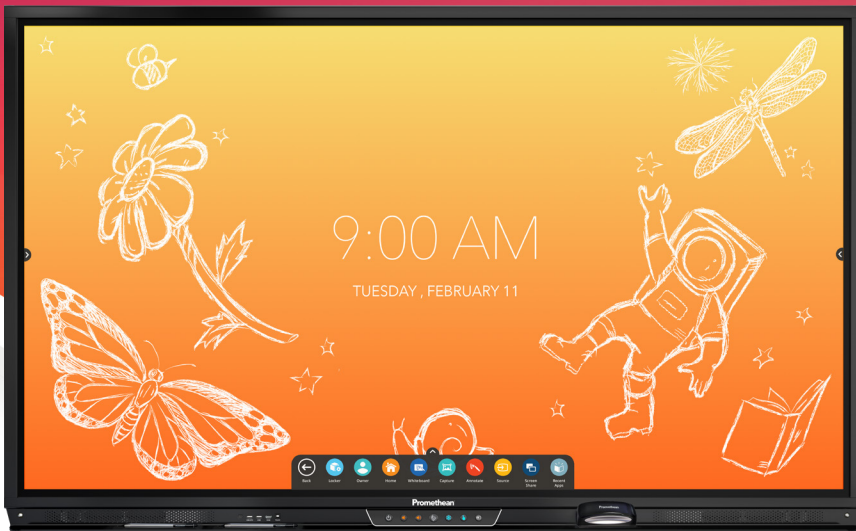 9:00 AM
TUESDAY , FEBRUARY 11
Back
Locker
Owner
Home
Whiteboard
Capture
Annotate
Source
Screen Share
Recent Apps
Promethean
Promethean